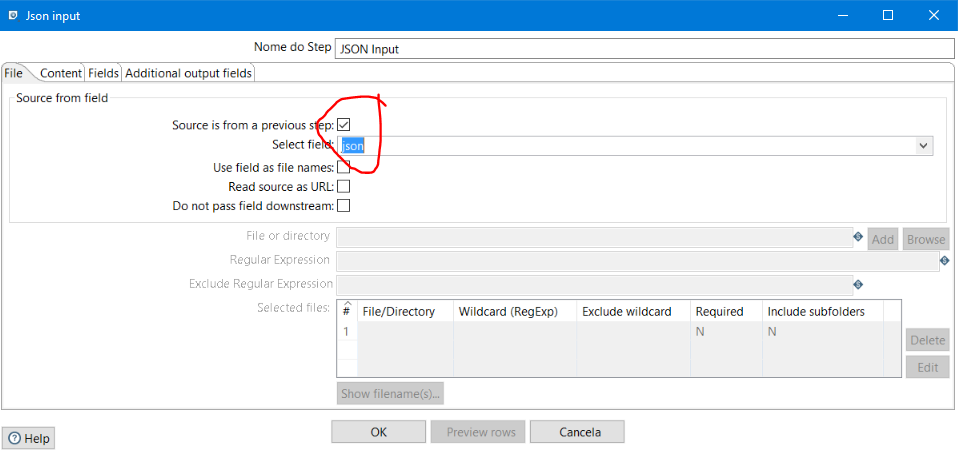 Json input
Nome do Step JSON Input
File Content Fields Additional output fields
Source from field
Source is from a previous step:
Select field: json
Use field as file names:
Read source as URL:
Do not pass field downstream:
File or directory Add Browse
Regular Expression
Exclude Regular Expression
Selected files: # File/Directory Wildcard (RegExp) Exclude wildcard Required Include subfolders
1 N N
Delete
Edit
Show filename(s)...
OK Preview rows Cancela
Help